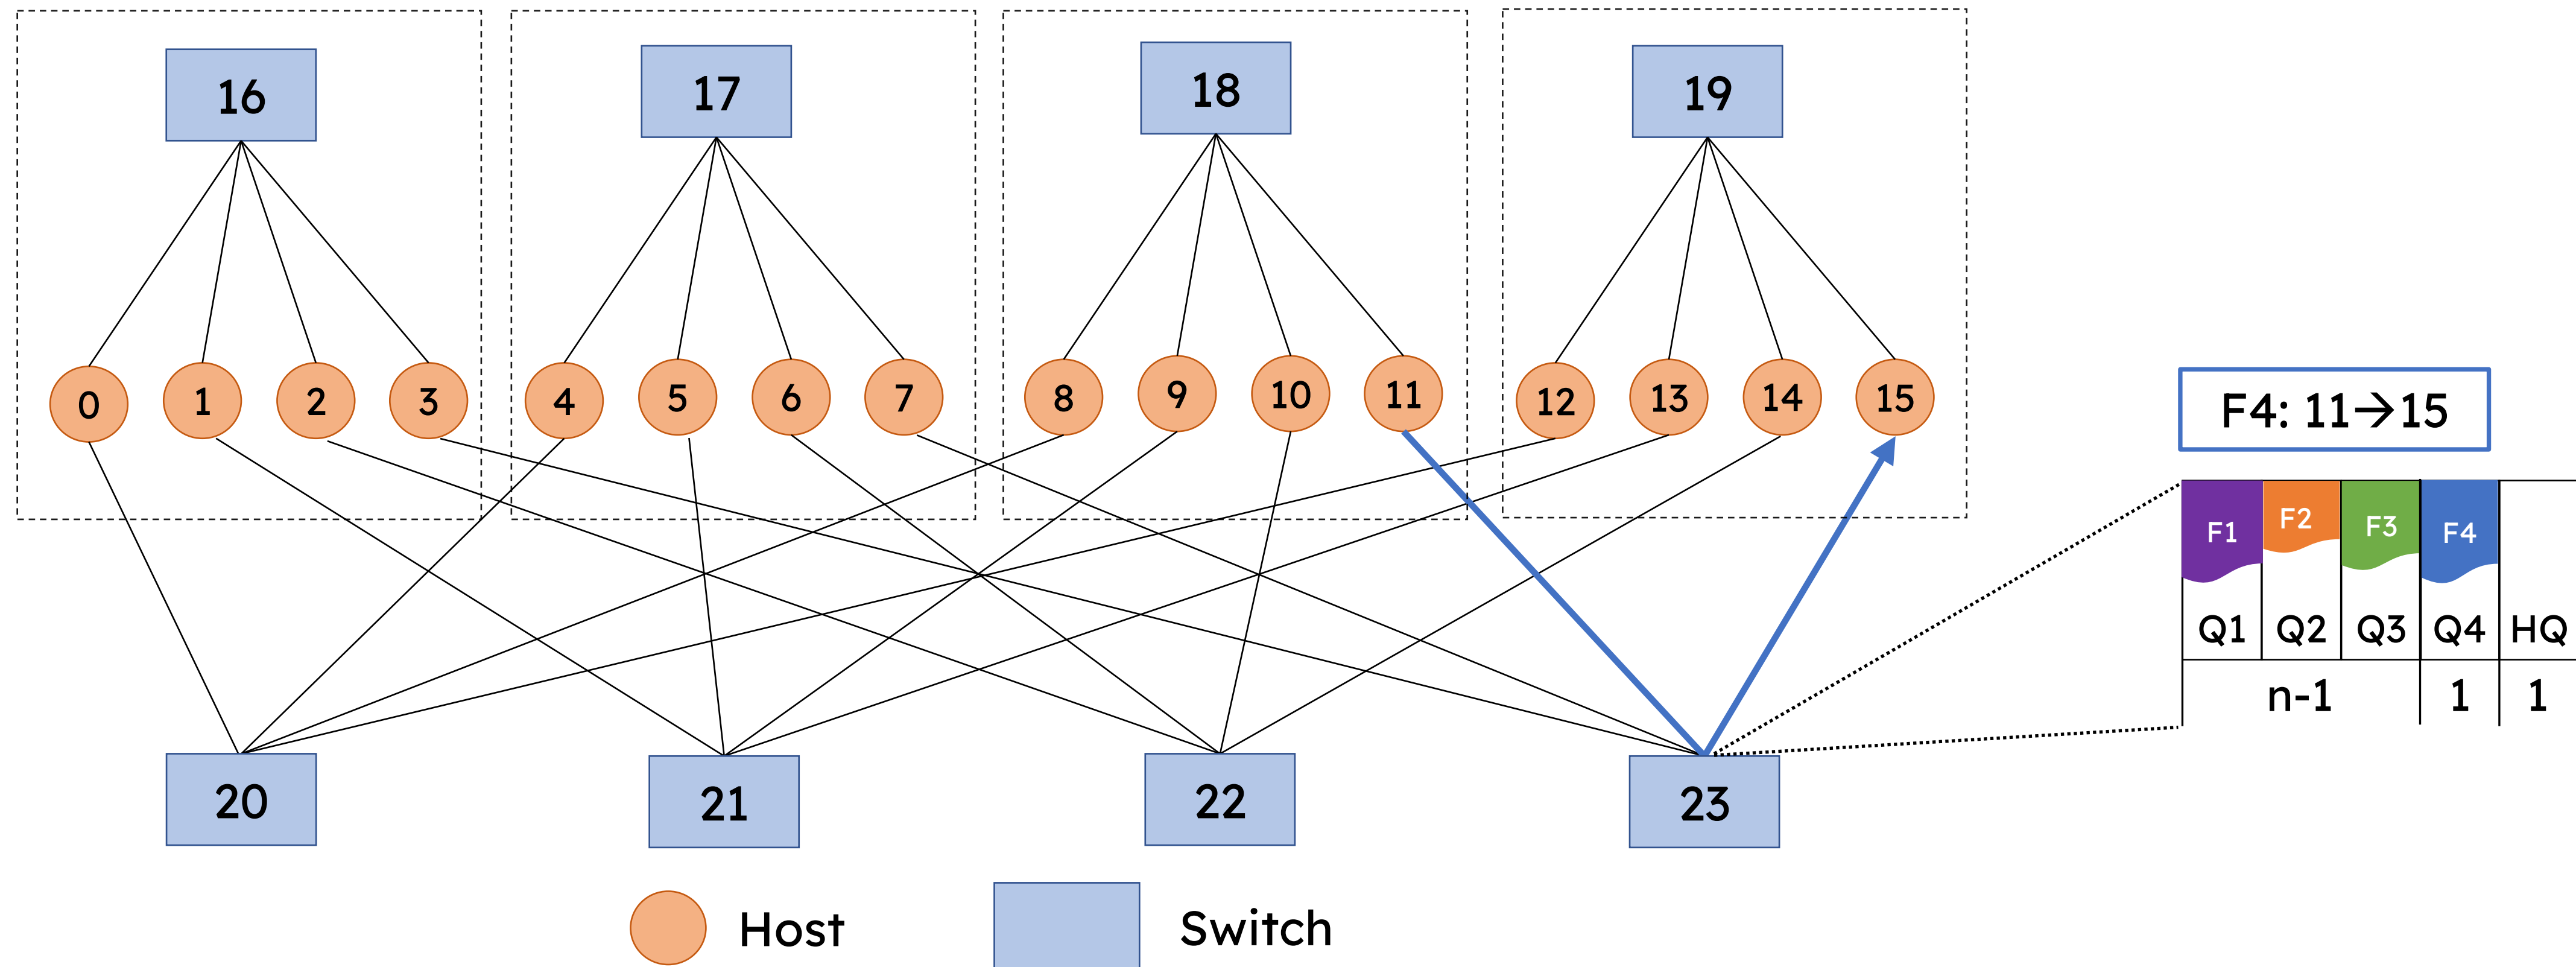 16 17 18 19
0 1 2 3 4 5 6 7 8 9 10 11 12 13 14 15
F4: 11→15
F1 F2 F3 F4
Q1 Q2 Q3 Q4 HQ
n-1 1 1
20 21 22 23
Host Switch